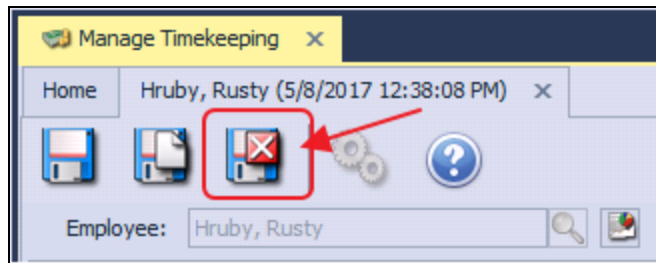 Manage Timekeeping
Home Hruby, Rusty (5/8/2017 12:38:08 PM)
?
Employee: Hruby, Rusty